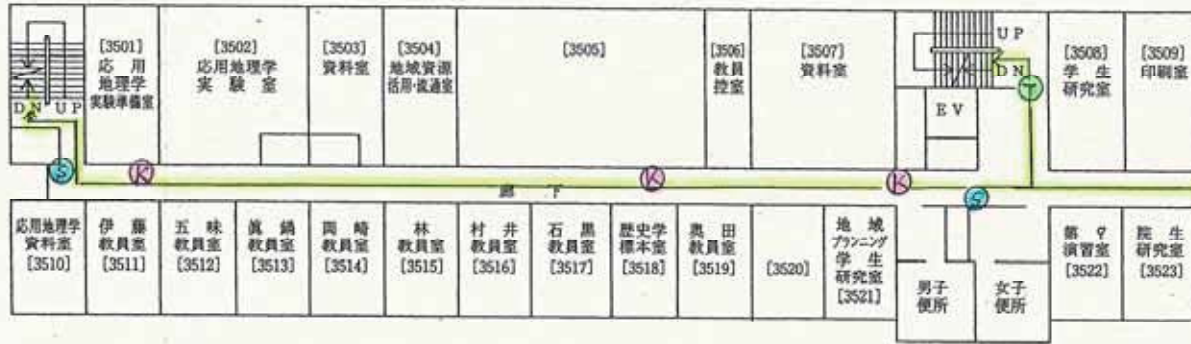 [3501]
応用
地理学
実験準備室
[3502]
応用地理学
実験室
[3503]
資料室
[3504]
地域資源
活用・流通室
[3505]
[3506]
教員
控室
[3507]
資料室
UP
DN
[3508]
学生
研究室
[3509]
印刷室
DN UP
EV
T
S
K
K
K
S
廊下
応用地理学
資料室
[3510]
伊藤
教員室
[3511]
五味
教員室
[3512]
眞鍋
教員室
[3513]
岡崎
教員室
[3514]
林
教員室
[3515]
村井
教員室
[3516]
石黒
教員室
[3517]
歴史学
標本室
[3518]
奥田
教員室
[3519]
[3520]
地域
プランニング
学生
研究室
[3521]
男子
便所
女子
便所
第9
演習室
[3522]
院生
研究室
[3523]